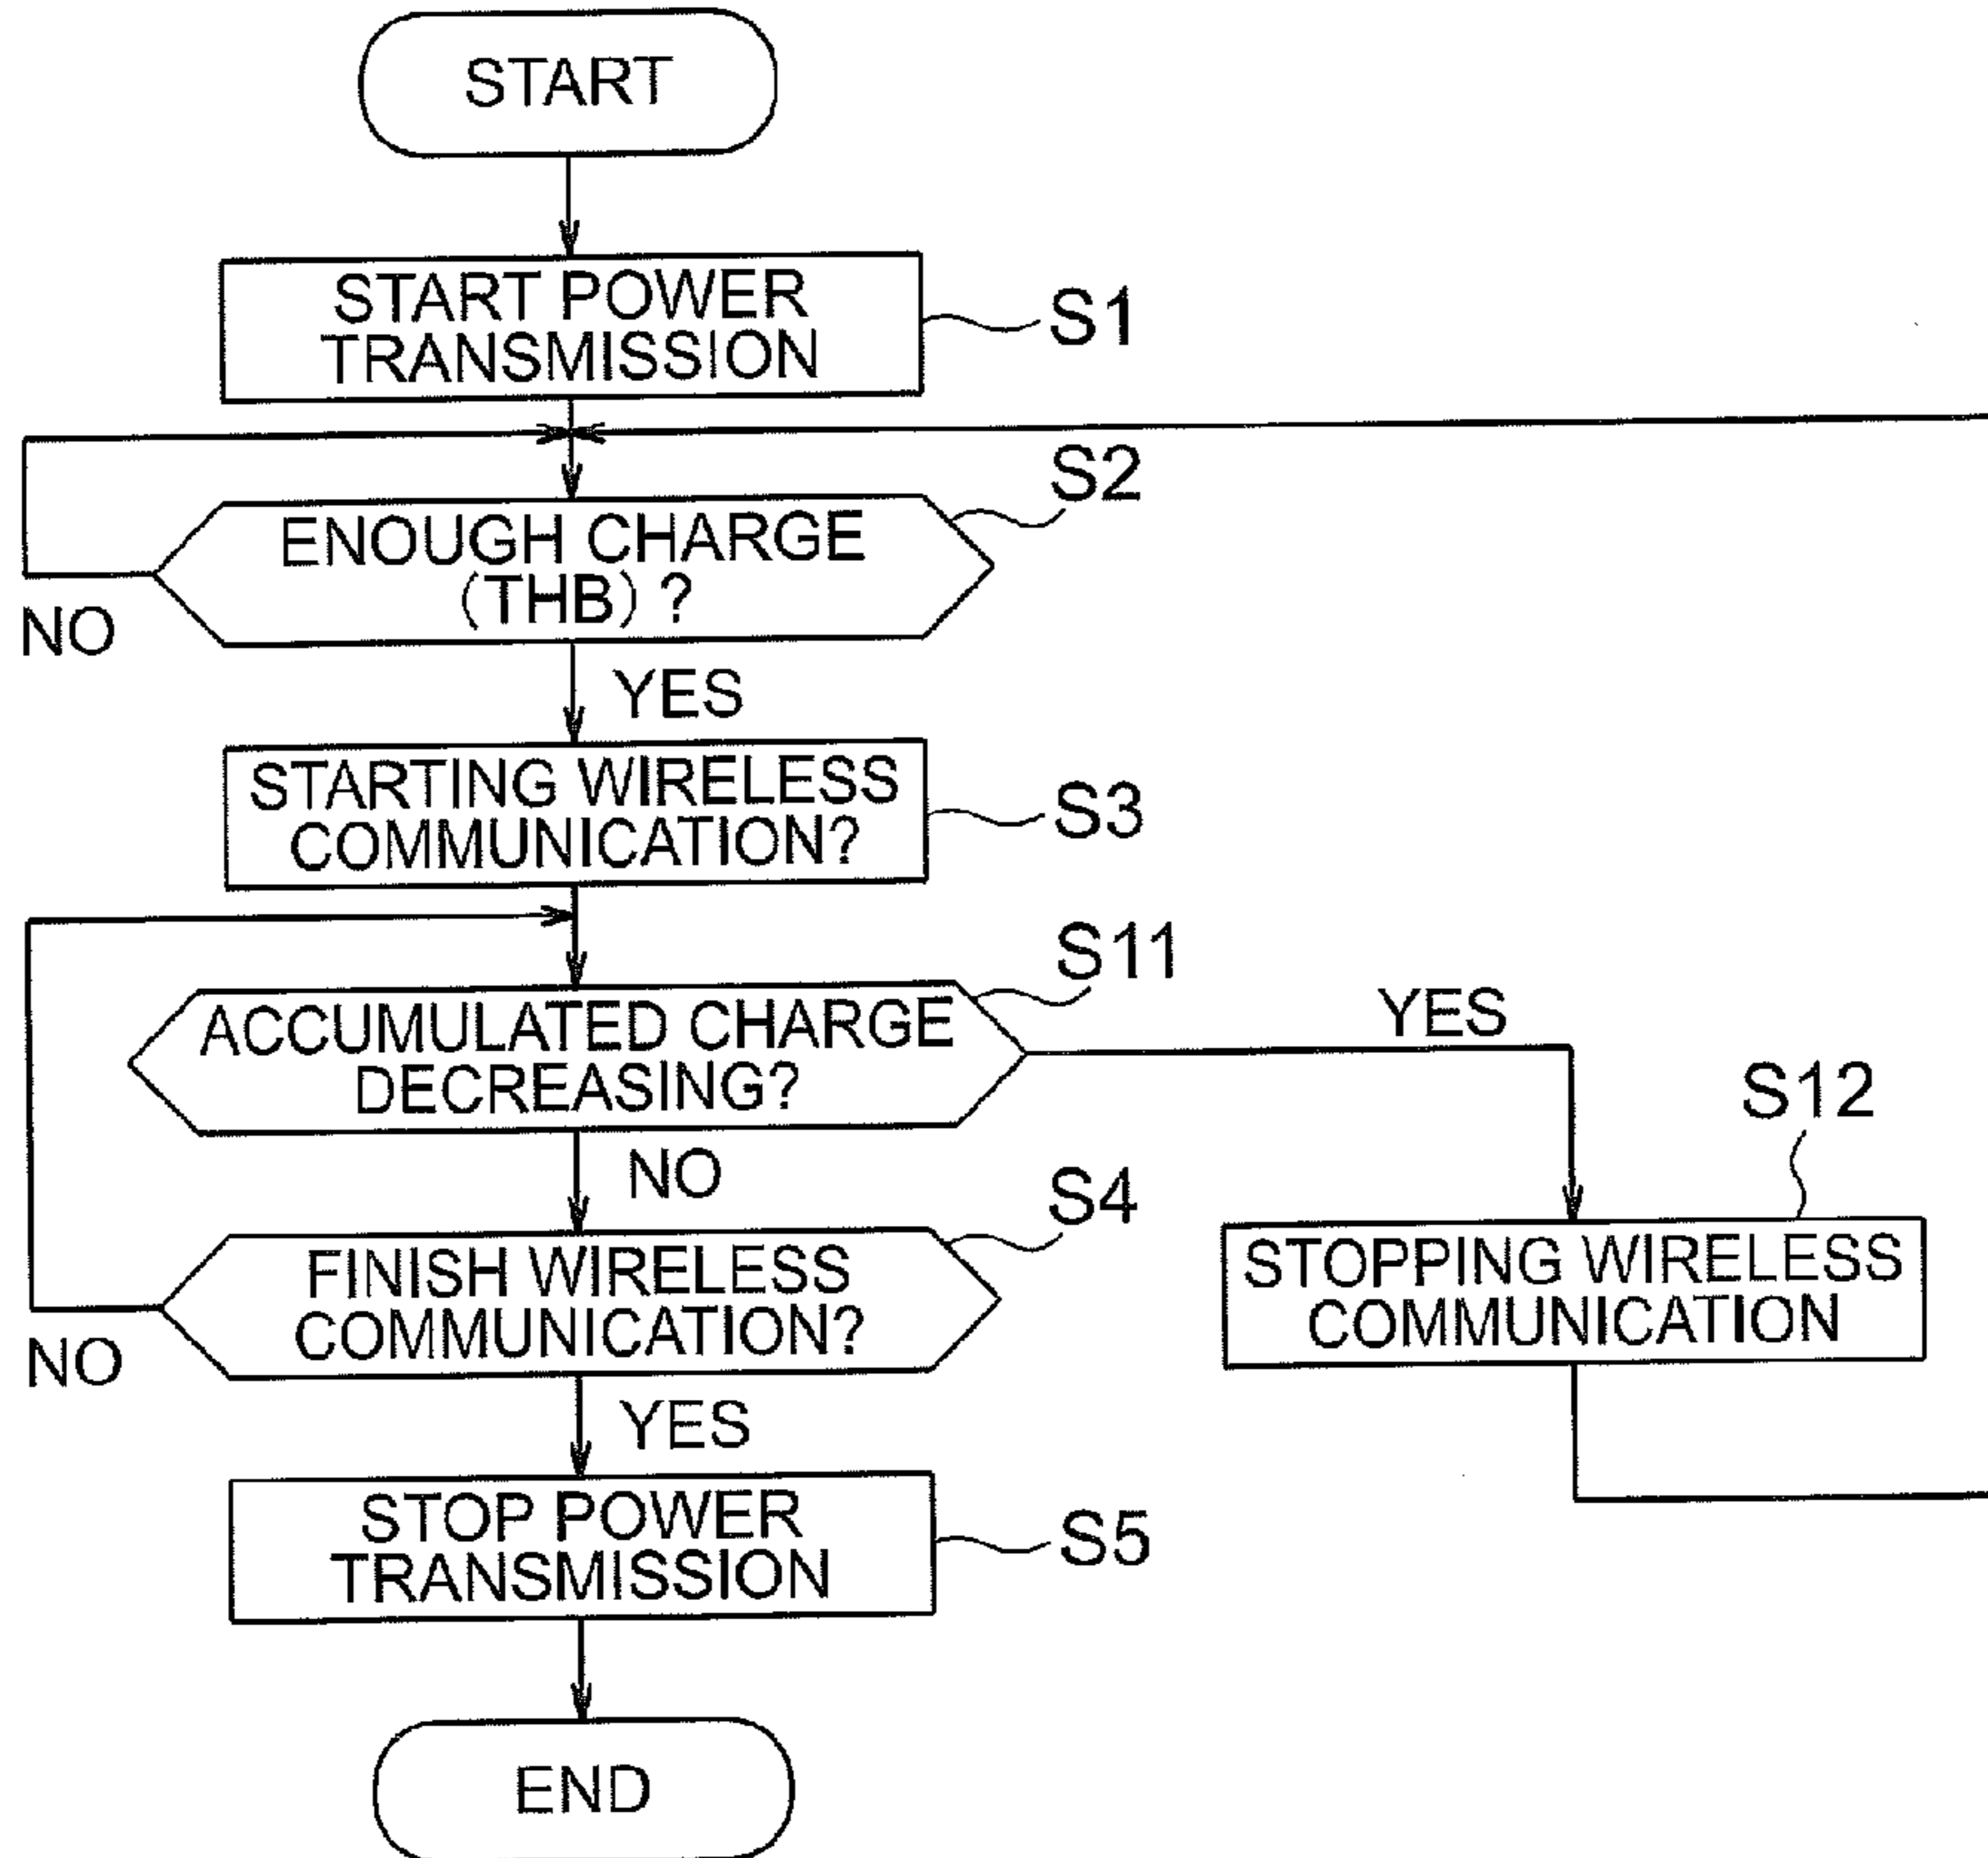 START
START POWER
TRANSMISSION
S1
S2
ENOUGH CHARGE
(THB) ?
NO
YES
STARTING WIRELESS
COMMUNICATION?
S3
S11
ACCUMULATED CHARGE
DECREASING?
YES
S12
NO
S4
FINISH WIRELESS
COMMUNICATION?
STOPPING WIRELESS
COMMUNICATION
NO
YES
STOP POWER
TRANSMISSION
S5
END